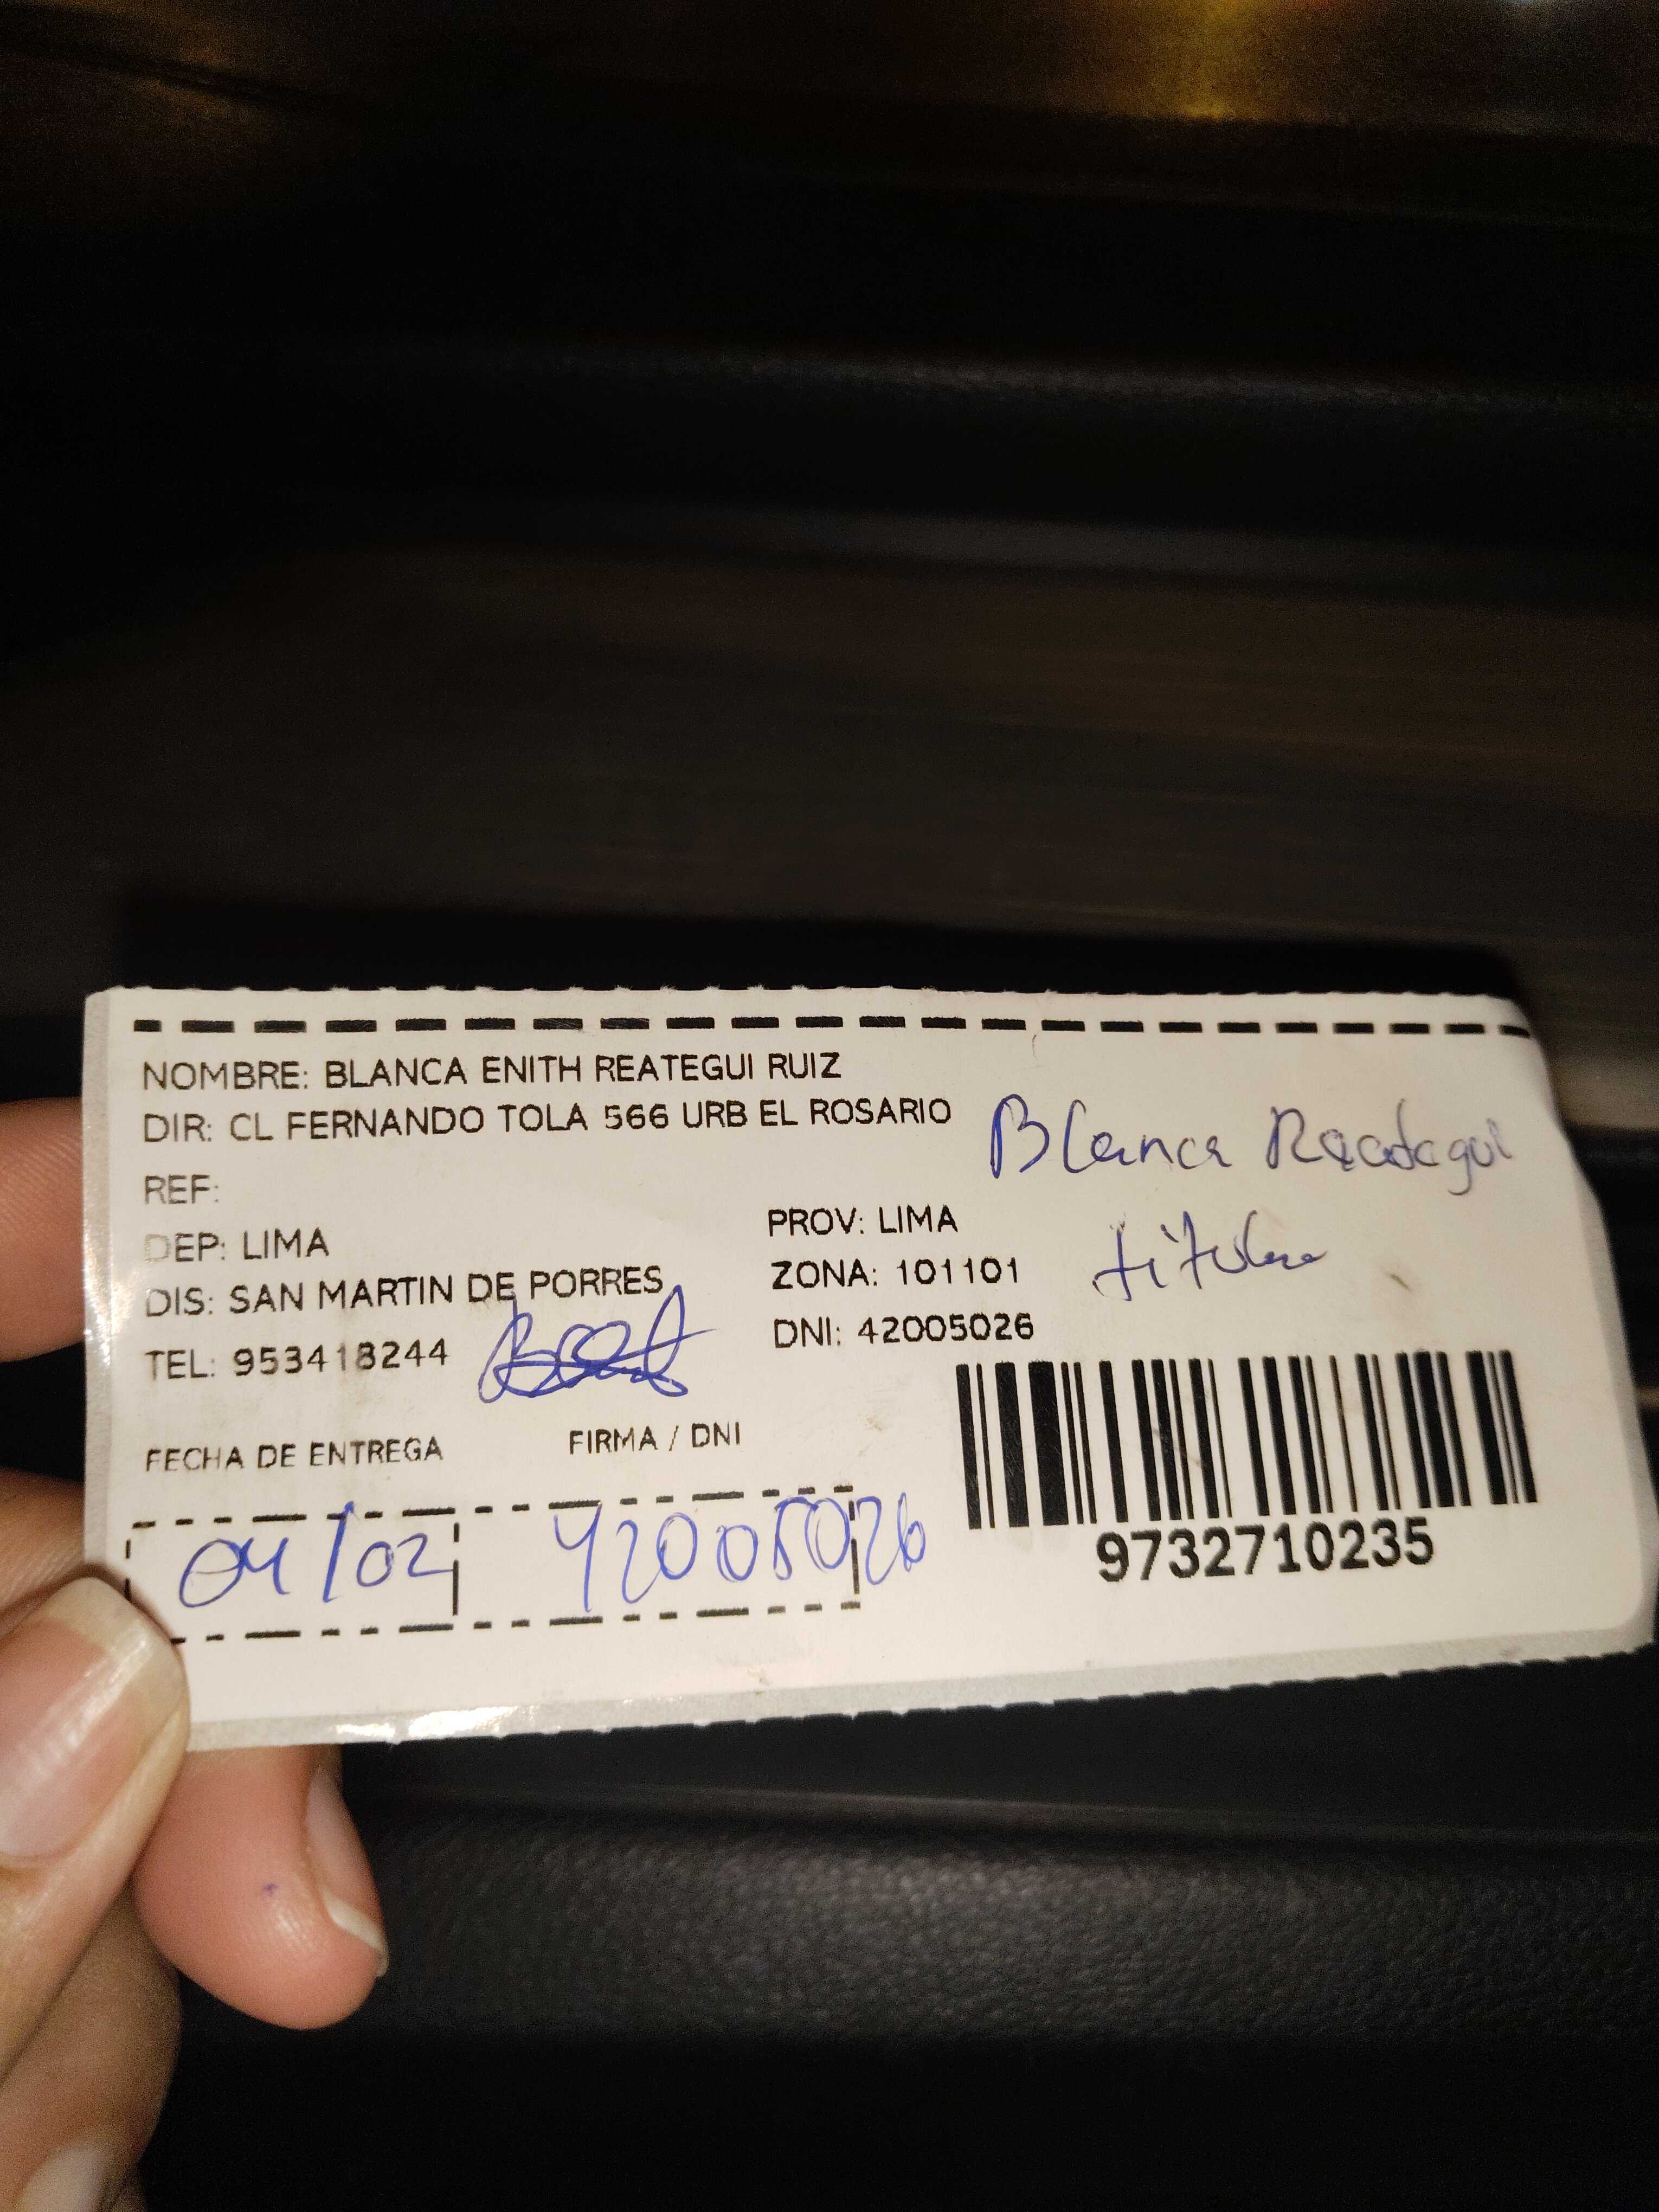 NOMBRE: BLANCA ENITH REATEGUI RUIZ
DIR: CL FERNANDO TOLA 566 URB EL ROSARIO
Blanca Reategui
REF:
DEP: LIMA
PROV: LIMA
titular
DIS: SAN MARTIN DE PORRES
ZONA: 101101
TEL: 953418244
DNI: 42005026
FECHA DE ENTREGA
FIRMA / DNI
04/02
42005026
9732710235